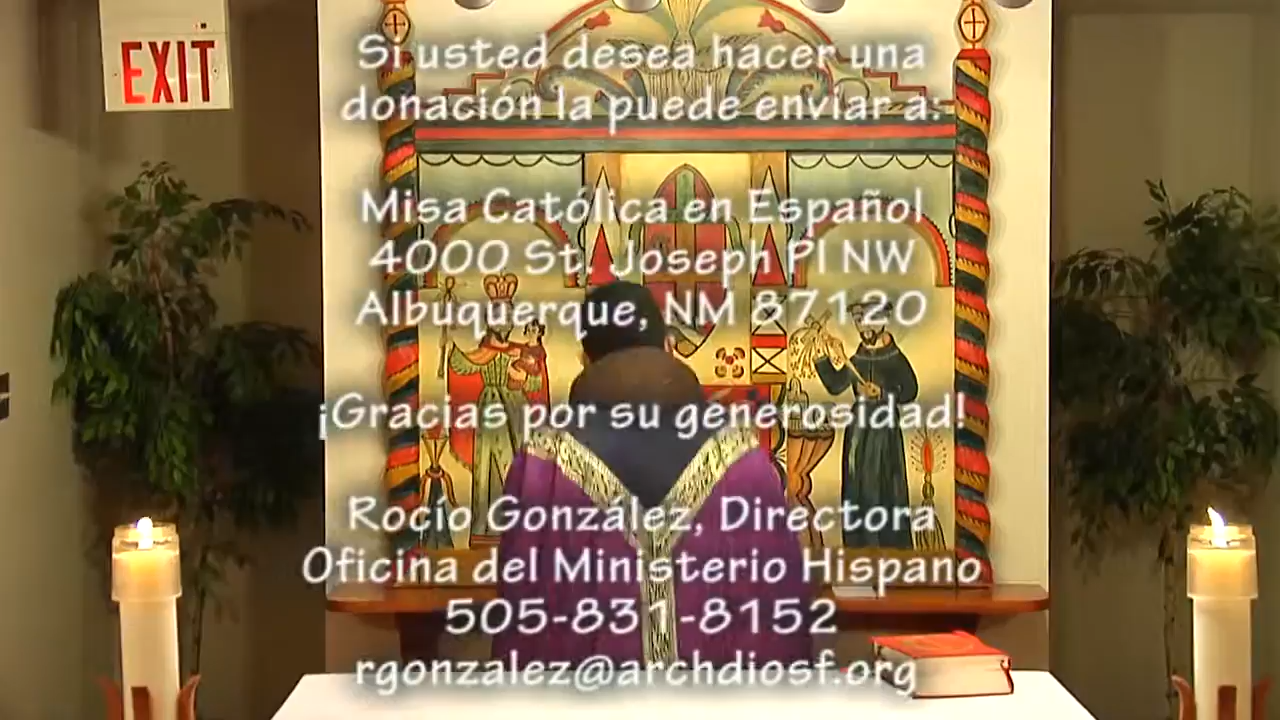 EXIT
Si usted desea hacer una
donación la puede enviar a:
Misa Católica en Español
4000 St. Joseph Pl NW
Albuquerque, NM 87120
¡Gracias por su generosidad!
Rocío González, Directora
Oficina del Ministerio Hispano
505-831-8152
rgonzalez@archdiosf.org